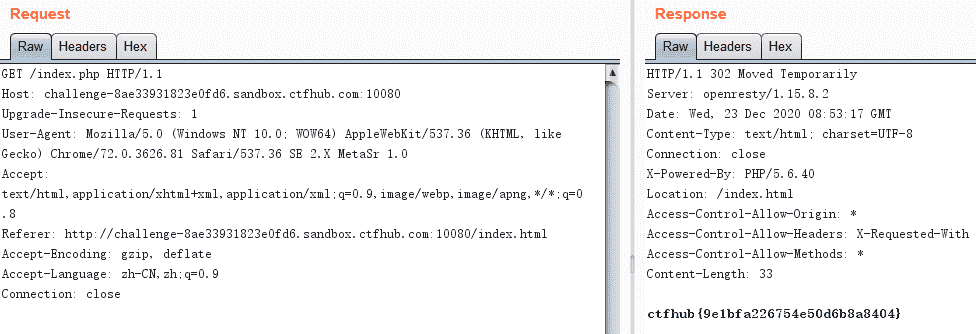 Request
Raw Headers Hex
GET /index.php HTTP/1.1
Host: challenge-8ae33931823e0fd6.sandbox.ctfhub.com:10080
Upgrade-Insecure-Requests: 1
User-Agent: Mozilla/5.0 (Windows NT 10.0; WOW64) AppleWebKit/537.36 (KHTML, like
Gecko) Chrome/72.0.3626.81 Safari/537.36 SE 2.X MetaSr 1.0
Accept:
text/html,application/xhtml+xml,application/xml;q=0.9,image/webp,image/apng,*/*;q=0
.8
Referer: http://challenge-8ae33931823e0fd6.sandbox.ctfhub.com:10080/index.html
Accept-Encoding: gzip, deflate
Accept-Language: zh-CN,zh;q=0.9
Connection: close
Response
Raw Headers Hex
HTTP/1.1 302 Moved Temporarily
Server: openresty/1.15.8.2
Date: Wed, 23 Dec 2020 08:53:17 GMT
Content-Type: text/html; charset=UTF-8
Connection: close
X-Powered-By: PHP/5.6.40
Location: /index.html
Access-Control-Allow-Origin: *
Access-Control-Allow-Headers: X-Requested-With
Access-Control-Allow-Methods: *
Content-Length: 33
ctfhub{9e1bfa226754e50d6b8a8404}